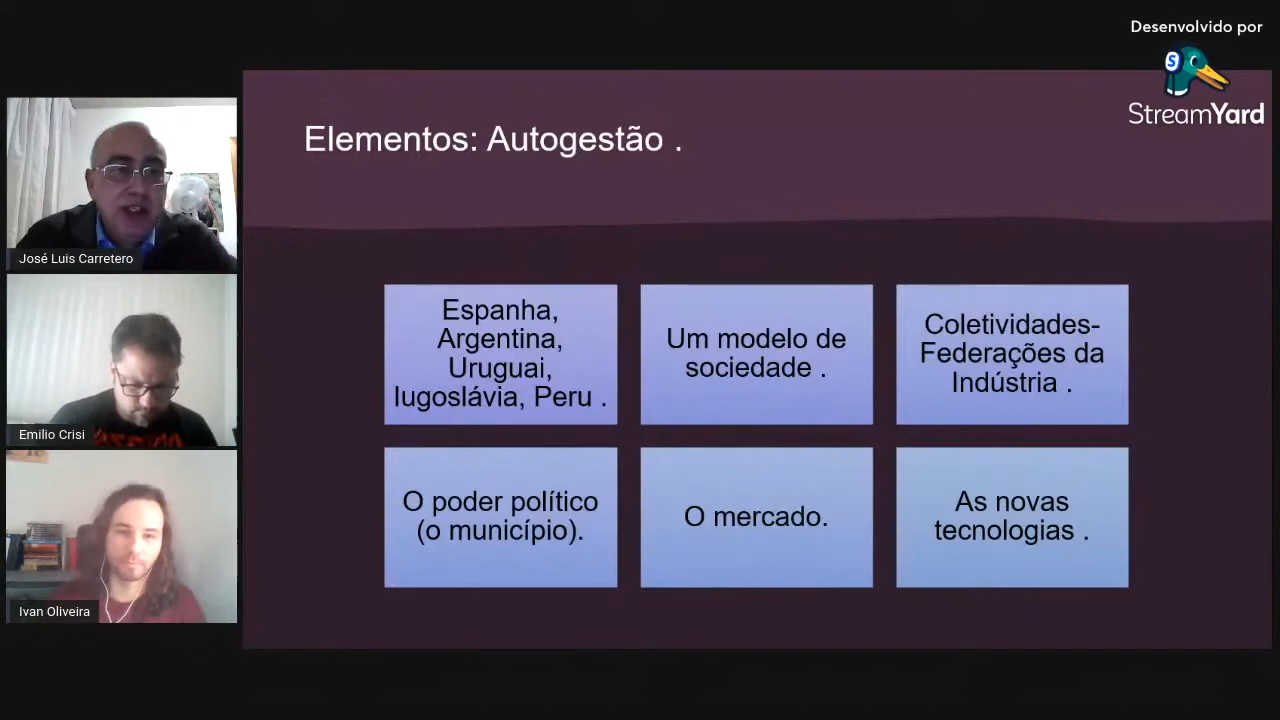 Desenvolvido por
StreamYard
Elementos: Autogestão .
José Luis Carretero
Emilio Crisi
Ivan Oliveira
Espanha,
Argentina,
Uruguai,
Iugoslávia, Peru .
Um modelo de
sociedade .
Coletividades-
Federações da
Indústria .
O poder político
(o município).
O mercado.
As novas
tecnologias .